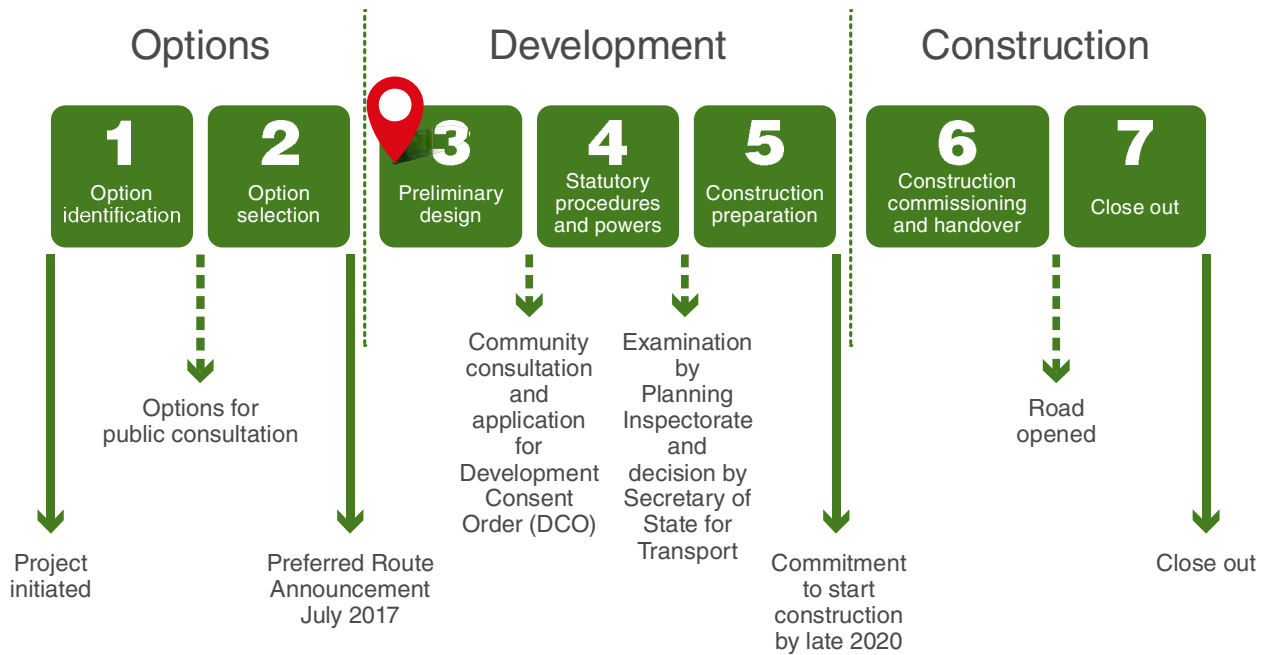 Options
Development
Construction
1
Option
identification
2
Option
selection
3
Preliminary
design
4
Statutory
procedures
and powers
5
Construction
preparation
6
Construction
commissioning
and handover
7
Close out
Project
initiated
Options for
public consultation
Preferred Route
Announcement
July 2017
Community
consultation
and
application
for
Development
Consent
Order (DCO)
Examination
by
Planning
Inspectorate
and
decision by
Secretary of
State for
Transport
Commitment
to start
construction
by late 2020
Road
opened
Close out